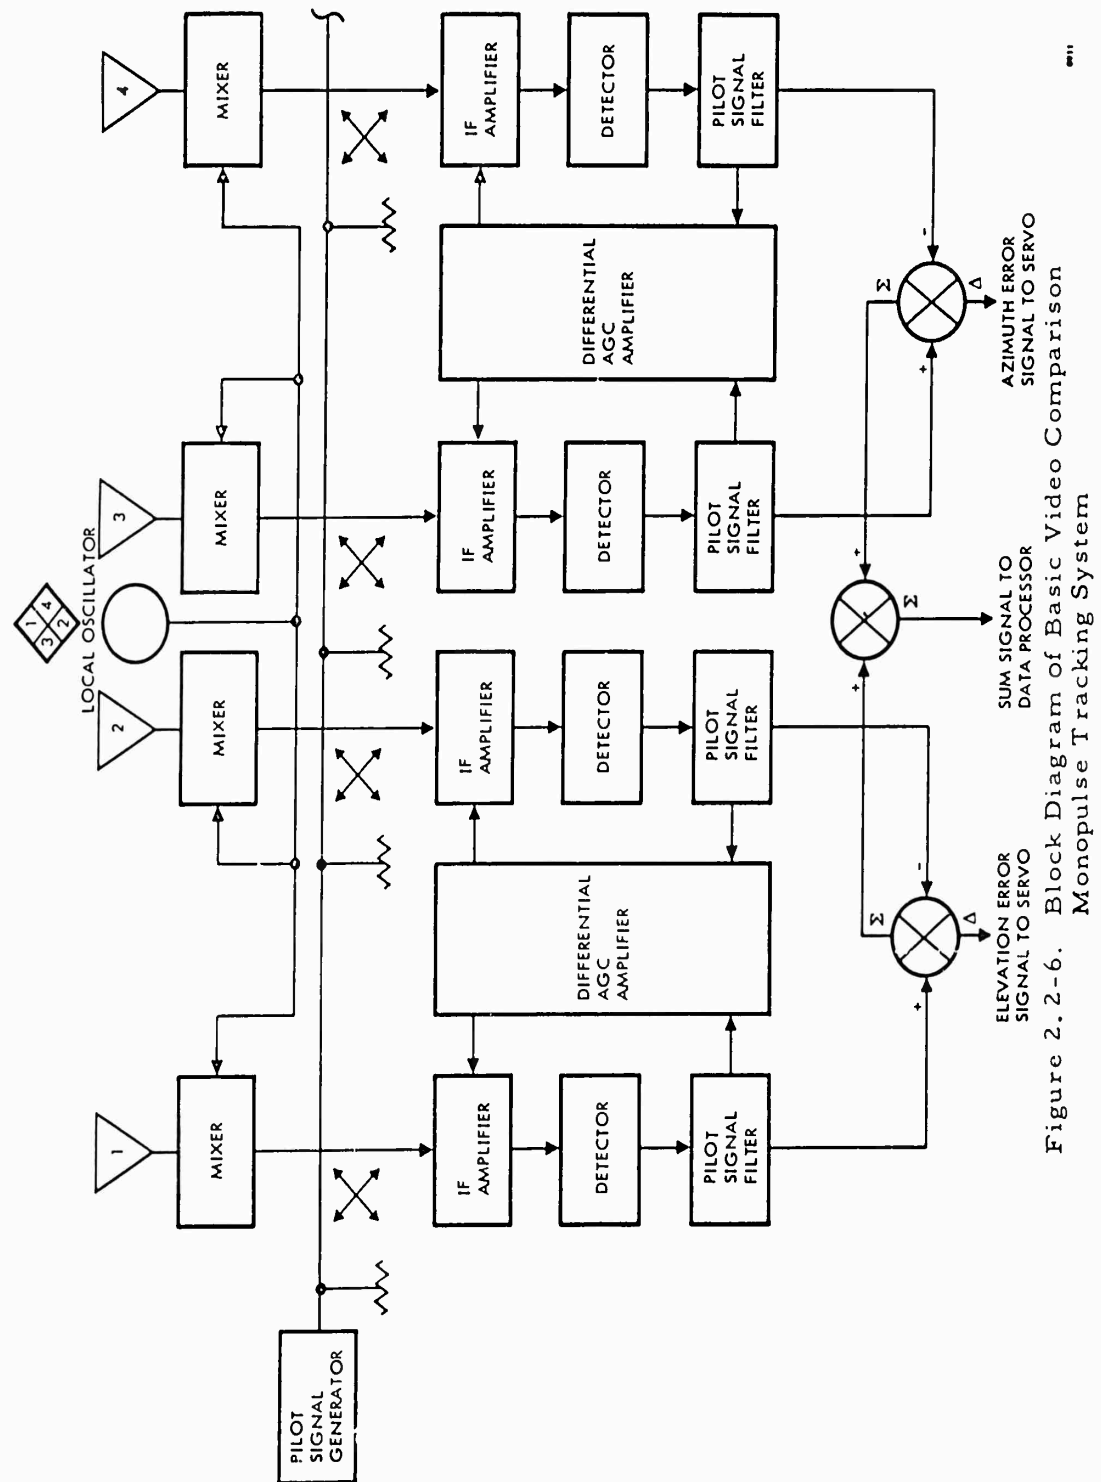 1
3 4
2
LOCAL OSCILLATOR
1
2
3
4
MIXER
MIXER
MIXER
MIXER
PILOT
SIGNAL
GENERATOR
IF
AMPLIFIER
IF
AMPLIFIER
IF
AMPLIFIER
IF
AMPLIFIER
DIFFERENTIAL
AGC
AMPLIFIER
DIFFERENTIAL
AGC
AMPLIFIER
DETECTOR
DETECTOR
DETECTOR
DETECTOR
PILOT
SIGNAL
FILTER
PILOT
SIGNAL
FILTER
PILOT
SIGNAL
FILTER
PILOT
SIGNAL
FILTER
+ Σ -
Δ
+ +
Σ
+ Σ -
Δ
ELEVATION ERROR
SIGNAL TO SERVO
SUM SIGNAL TO
DATA PROCESSOR
AZIMUTH ERROR
SIGNAL TO SERVO
Figure 2.2-6. Block Diagram of Basic Video Comparison
Monopulse Tracking System